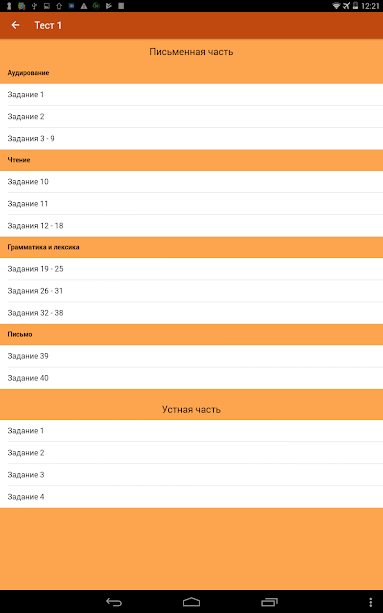 12:21
Тест 1
Письменная часть
Аудирование
Задание 1
Задание 2
Задания 3 - 9
Чтение
Задание 10
Задание 11
Задания 12 - 18
Грамматика и лексика
Задания 19 - 25
Задания 26 - 31
Задания 32 - 38
Письмо
Задание 39
Задание 40
Устная часть
Задание 1
Задание 2
Задание 3
Задание 4